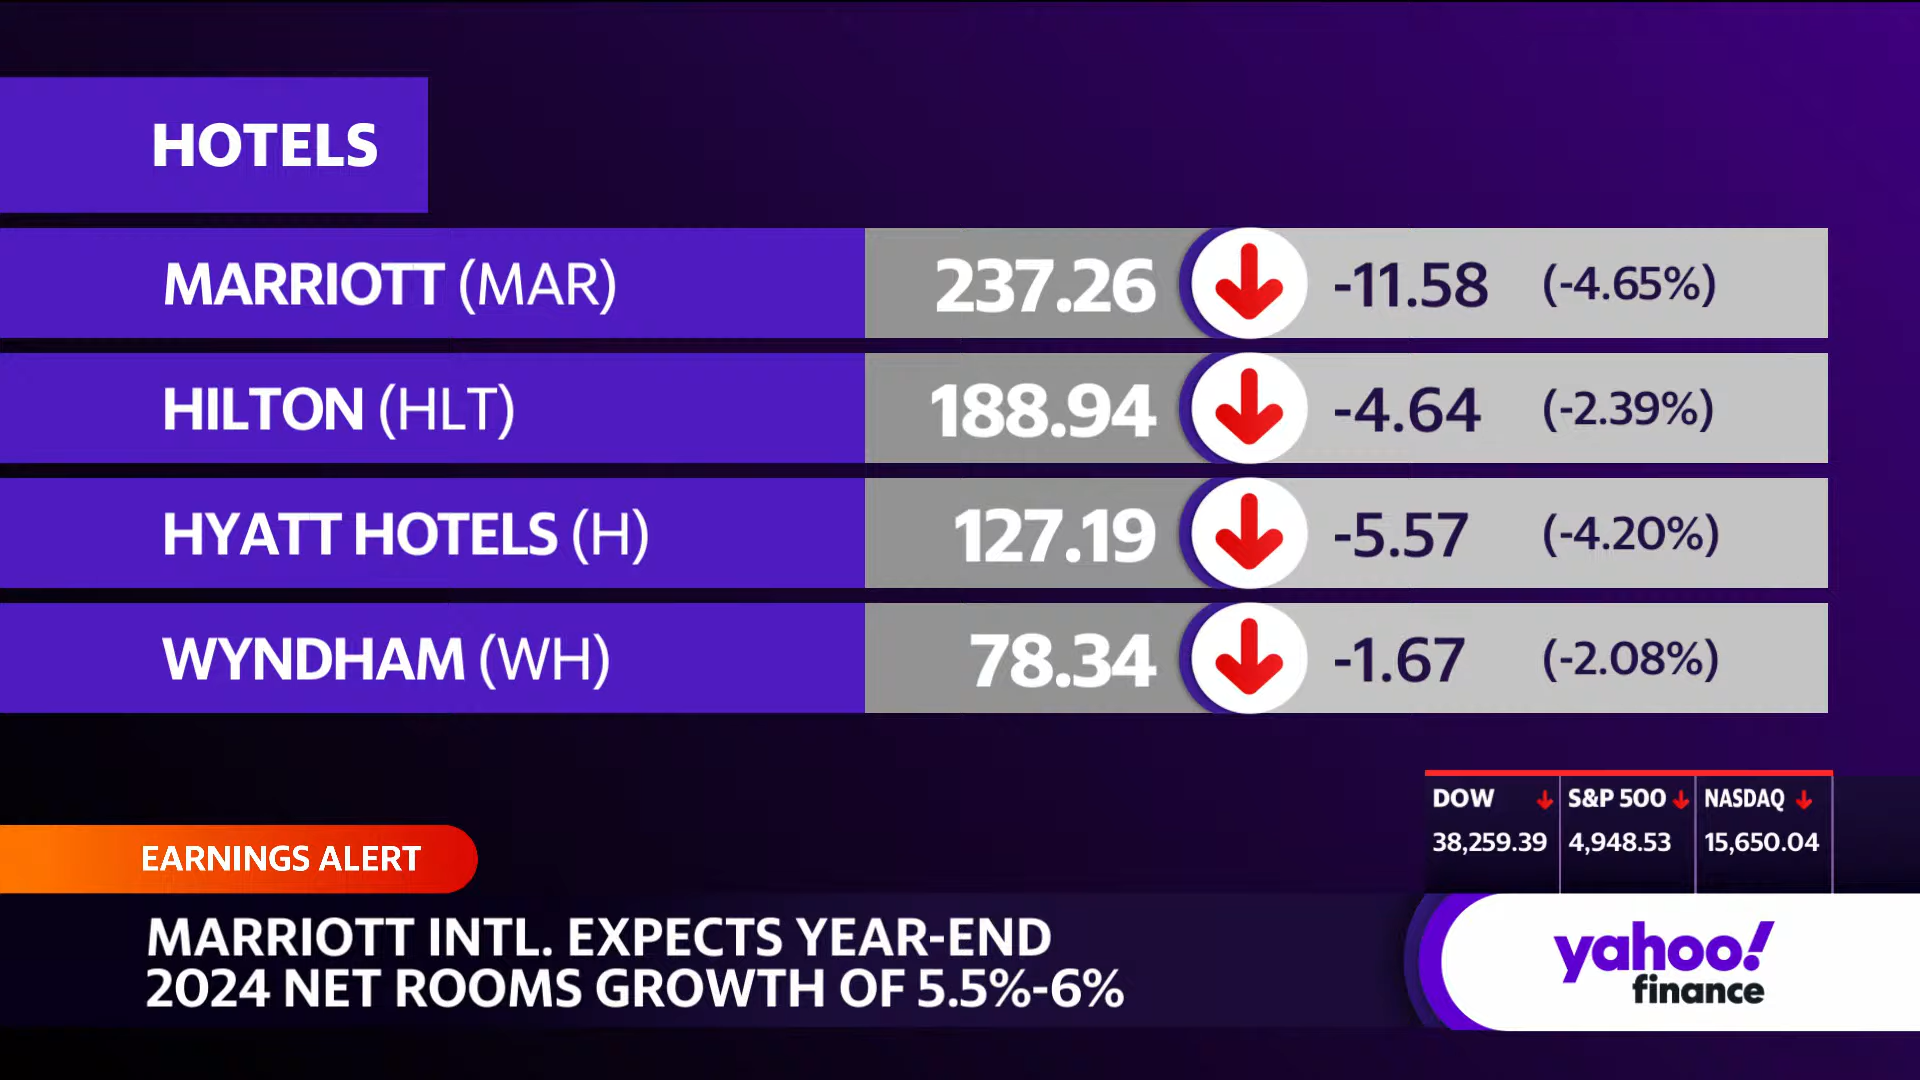 HOTELS
MARRIOTT (MAR) 237.26 -11.58 (-4.65%)
HILTON (HLT) 188.94 -4.64 (-2.39%)
HYATT HOTELS (H) 127.19 -5.57 (-4.20%)
WYNDHAM (WH) 78.34 -1.67 (-2.08%)
DOW S&P 500 NASDAQ
38,259.39 4,948.53 15,650.04
EARNINGS ALERT
MARRIOTT INTL. EXPECTS YEAR-END
2024 NET ROOMS GROWTH OF 5.5%-6%
yahoo!
finance